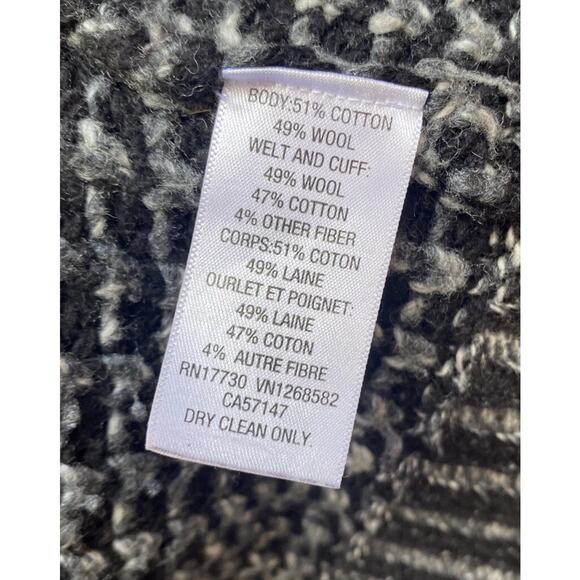 BODY:51% COTTON
49% WOOL
WELT AND CUFF:
49% WOOL
47% COTTON
4% OTHER FIBER
CORPS:51% COTON
49% LAINE
OURLET ET POIGNET:
49% LAINE
47% COTON
4% AUTRE FIBRE
RN17730 VN1268582
CA57147
DRY CLEAN ONLY.